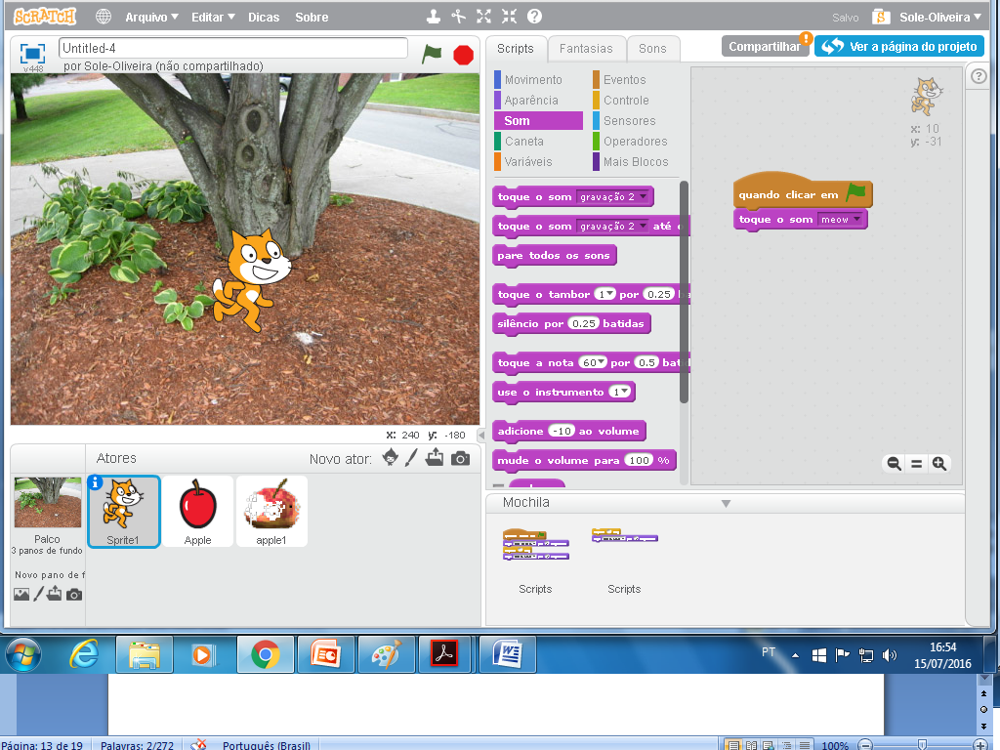 SCRATCH Arquivo Editar Dicas Sobre Salvo Sole-Oliveira
Untitled-4
por Sole-Oliveira (não compartilhado)
v448
Scripts Fantasias Sons
Compartilhar ! Ver a página do projeto
Movimento Eventos
Aparência Controle
Som Sensores
Caneta Operadores
Variáveis Mais Blocos
toque o som gravação 2
toque o som gravação 2 até
pare todos os sons
toque o tambor 1 por 0.25
silêncio por 0.25 batidas
toque a nota 60 por 0.5
use o instrumento 1
adicione -10 ao volume
mude o volume para 100 %
x: 10
y: -31
quando clicar em
toque o som meow
x: 240 y: -180
Atores Novo ator:
Palco
3 panos de fundo
Novo pano de f
Sprite1 Apple apple1
Mochila
Scripts Scripts
PT 16:54
15/07/2016
Página: 13 de 19 Palavras: 2/272 Português (Brasil) 100%